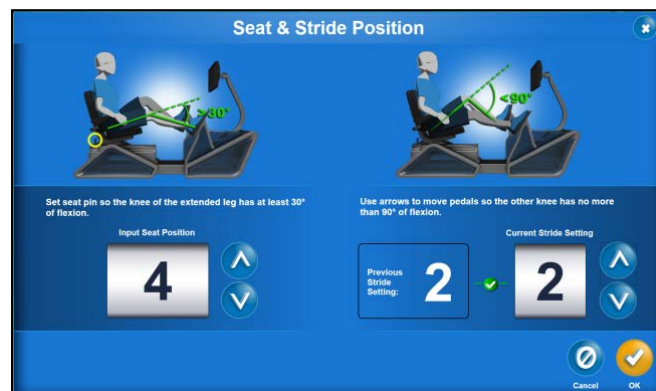 Seat & Stride Position
>30°
<90°
Set seat pin so the knee of the extended leg has at least 30°
of flexion.
Use arrows to move pedals so the other knee has no more
than 90° of flexion.
Input Seat Position
4
Current Stride Setting
Previous
Stride
Setting:
2
2
Cancel
OK